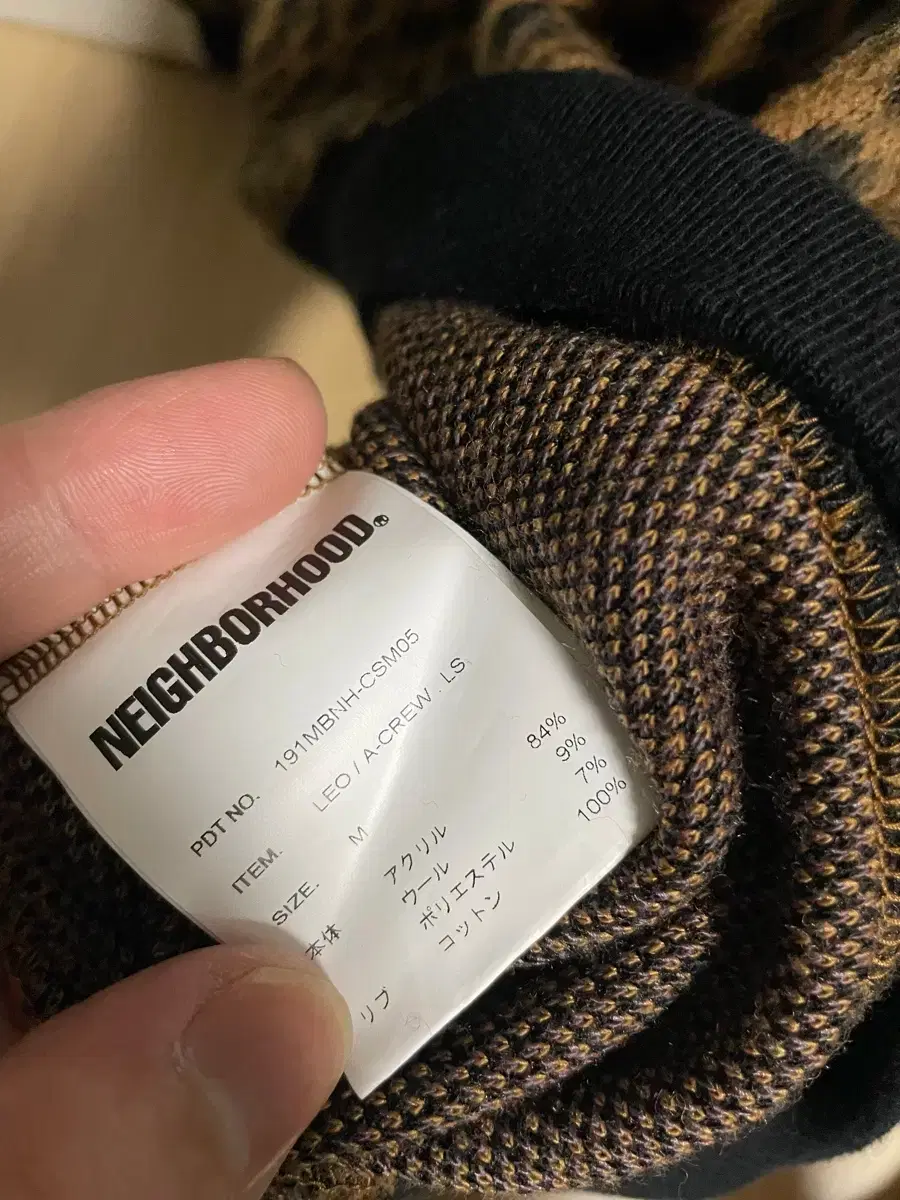 NEIGHBORHOOD®
PDT NO. 191MBNH-CSM05
ITEM. LEO / A-CREW . LS
SIZE. M
本体 アクリル 84%
ウール 9%
ポリエステル 7%
リブ コットン 100%